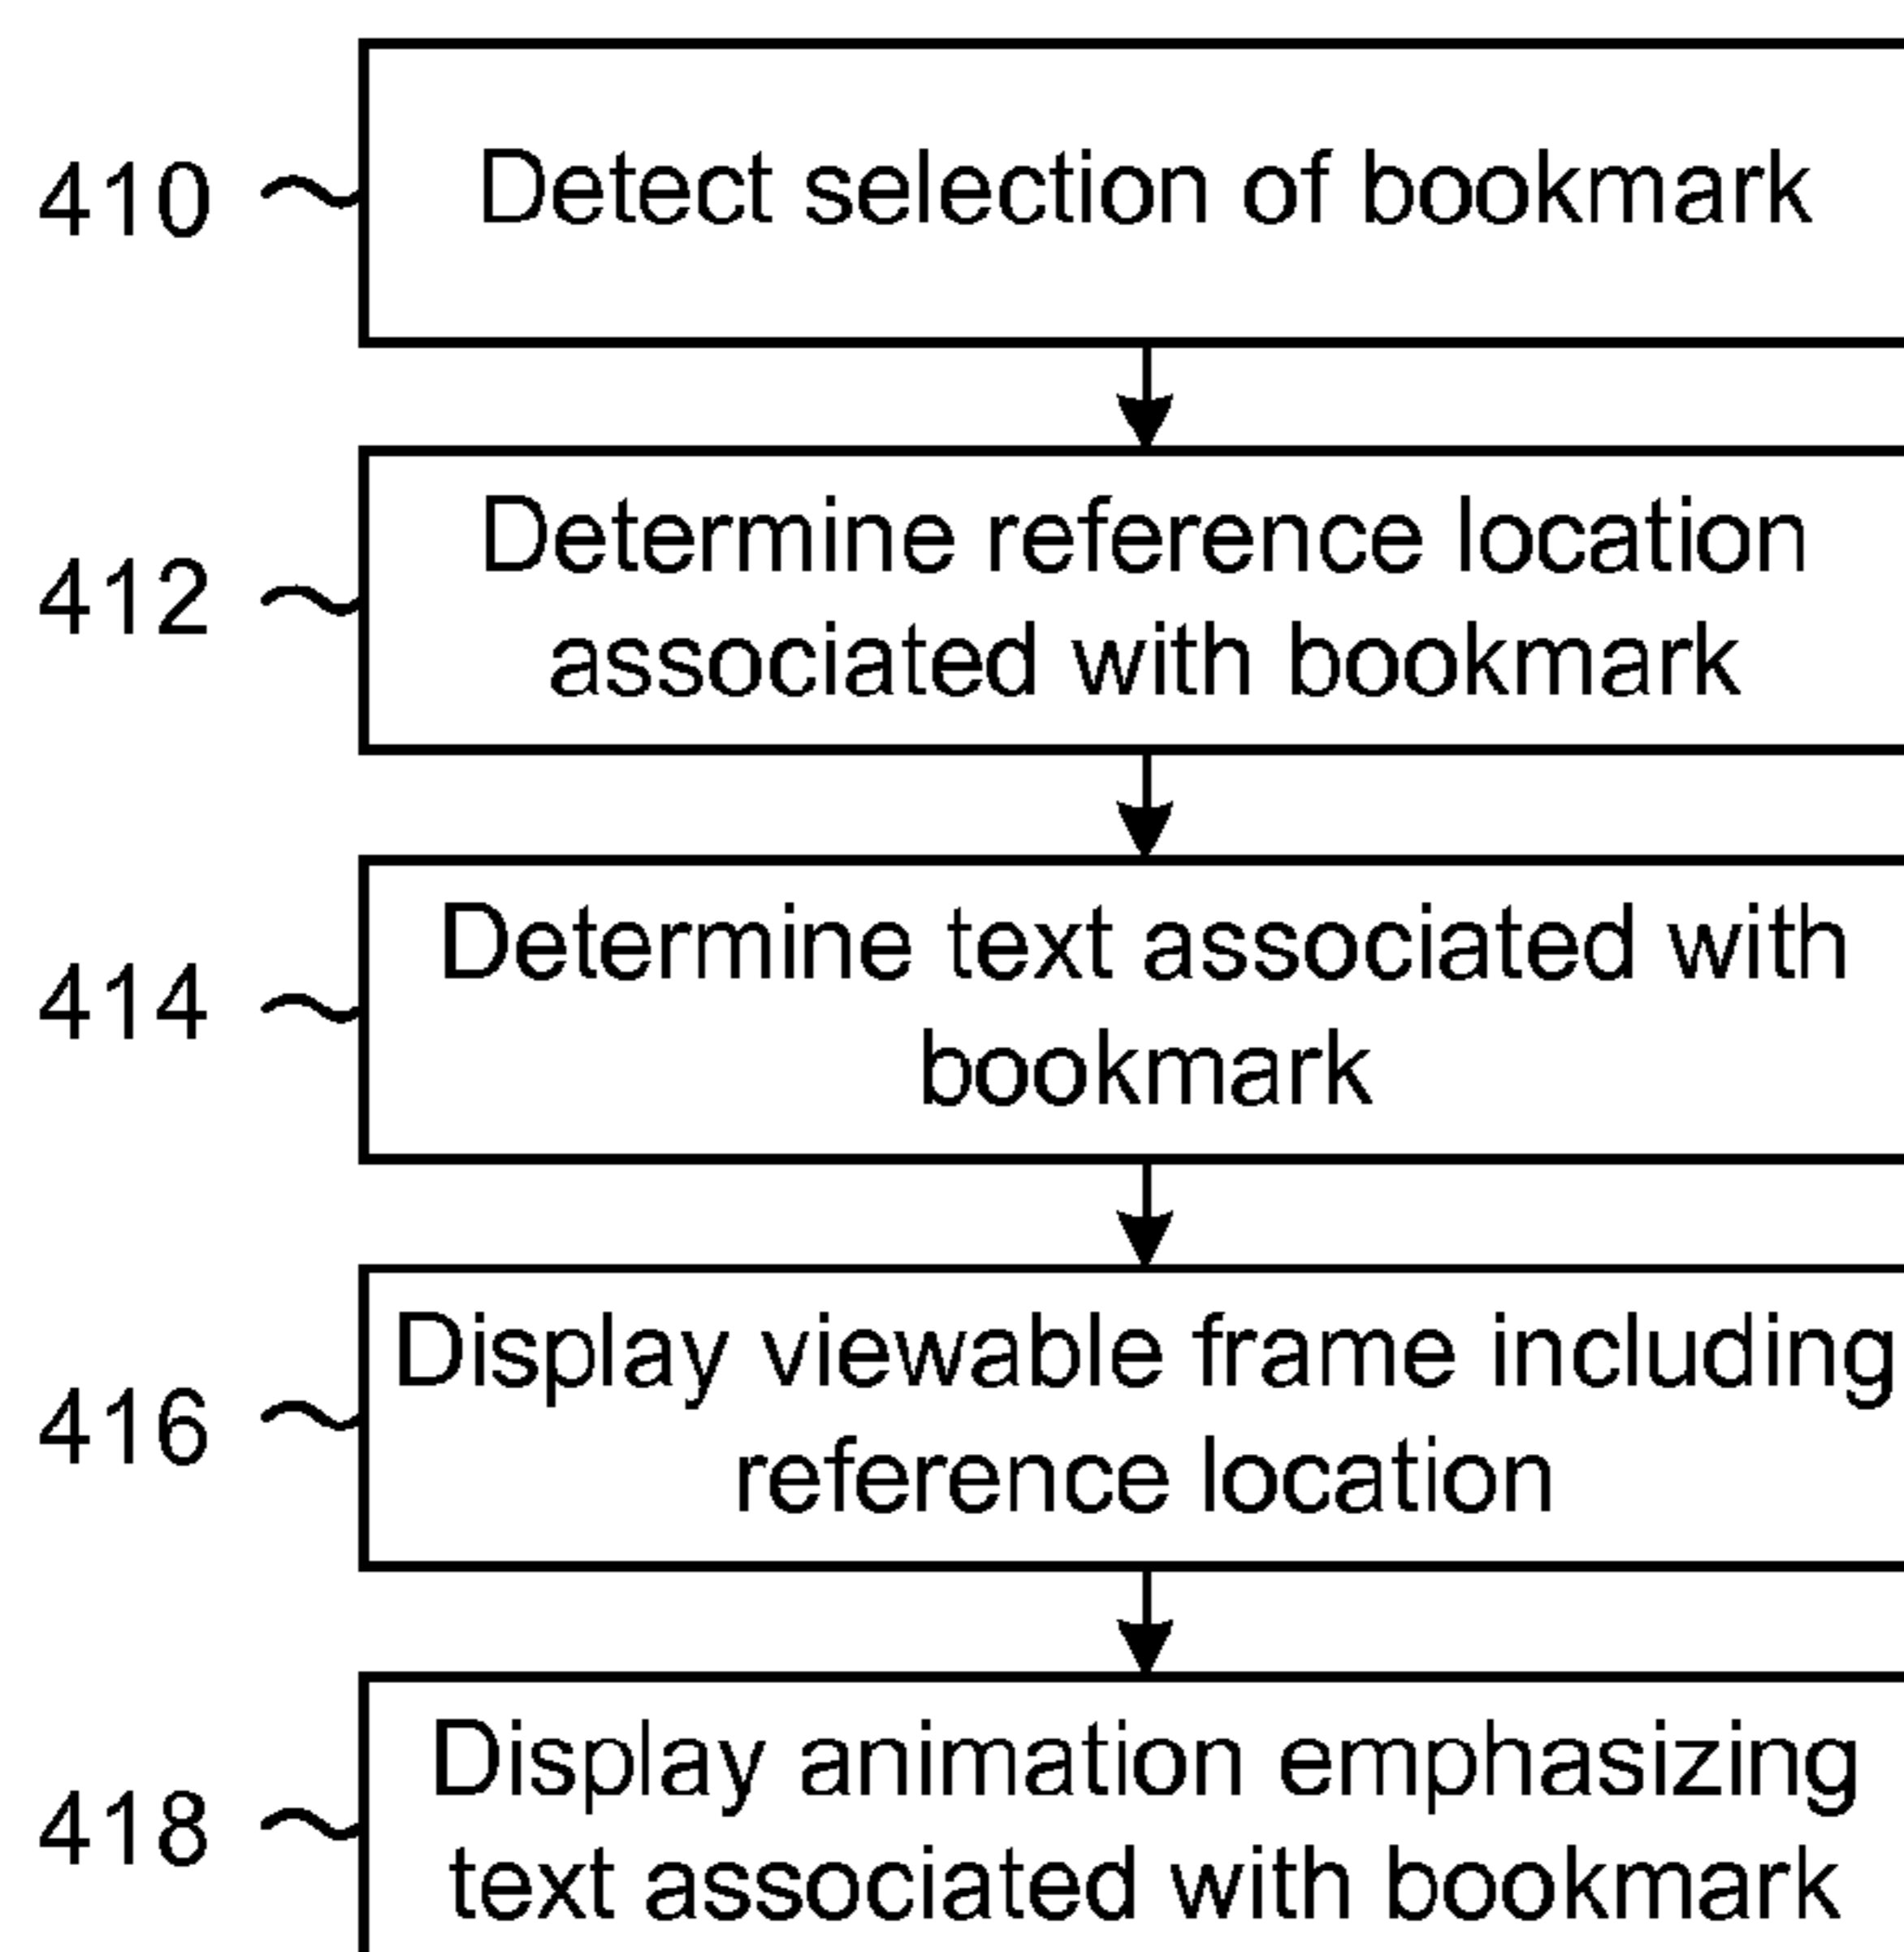 410
Detect selection of bookmark
412
Determine reference location
associated with bookmark
414
Determine text associated with
bookmark
416
Display viewable frame including
reference location
418
Display animation emphasizing
text associated with bookmark